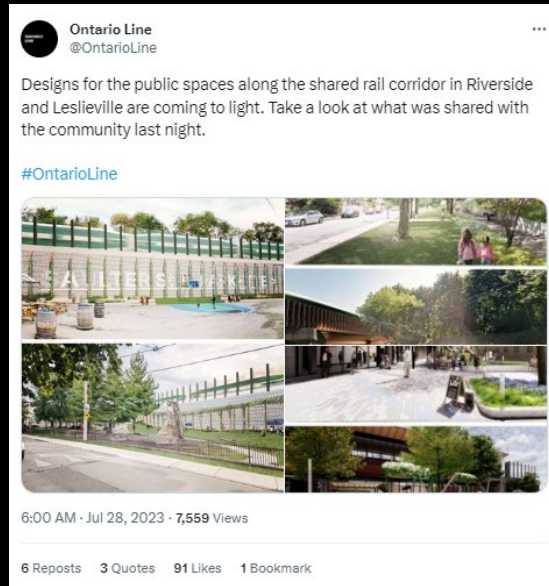 Ontario Line
@OntarioLine
Designs for the public spaces along the shared rail corridor in Riverside
and Leslieville are coming to light. Take a look at what was shared with
the community last night.
#OntarioLine
6:00 AM · Jul 28, 2023 · 7,559 Views
6 Reposts 3 Quotes 91 Likes 1 Bookmark